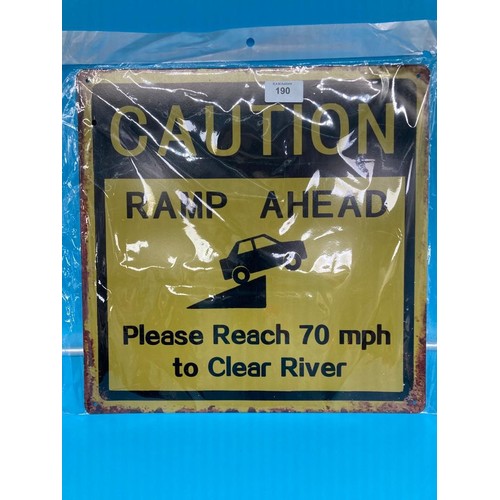 190
CAUTION
RAMP AHEAD
Please Reach 70 mph
to Clear River